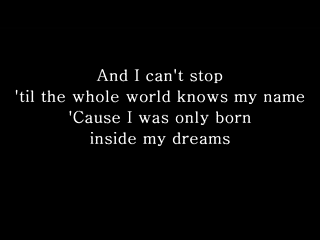 And I can't stop
'til the whole world knows my name
'Cause I was only born
inside my dreams